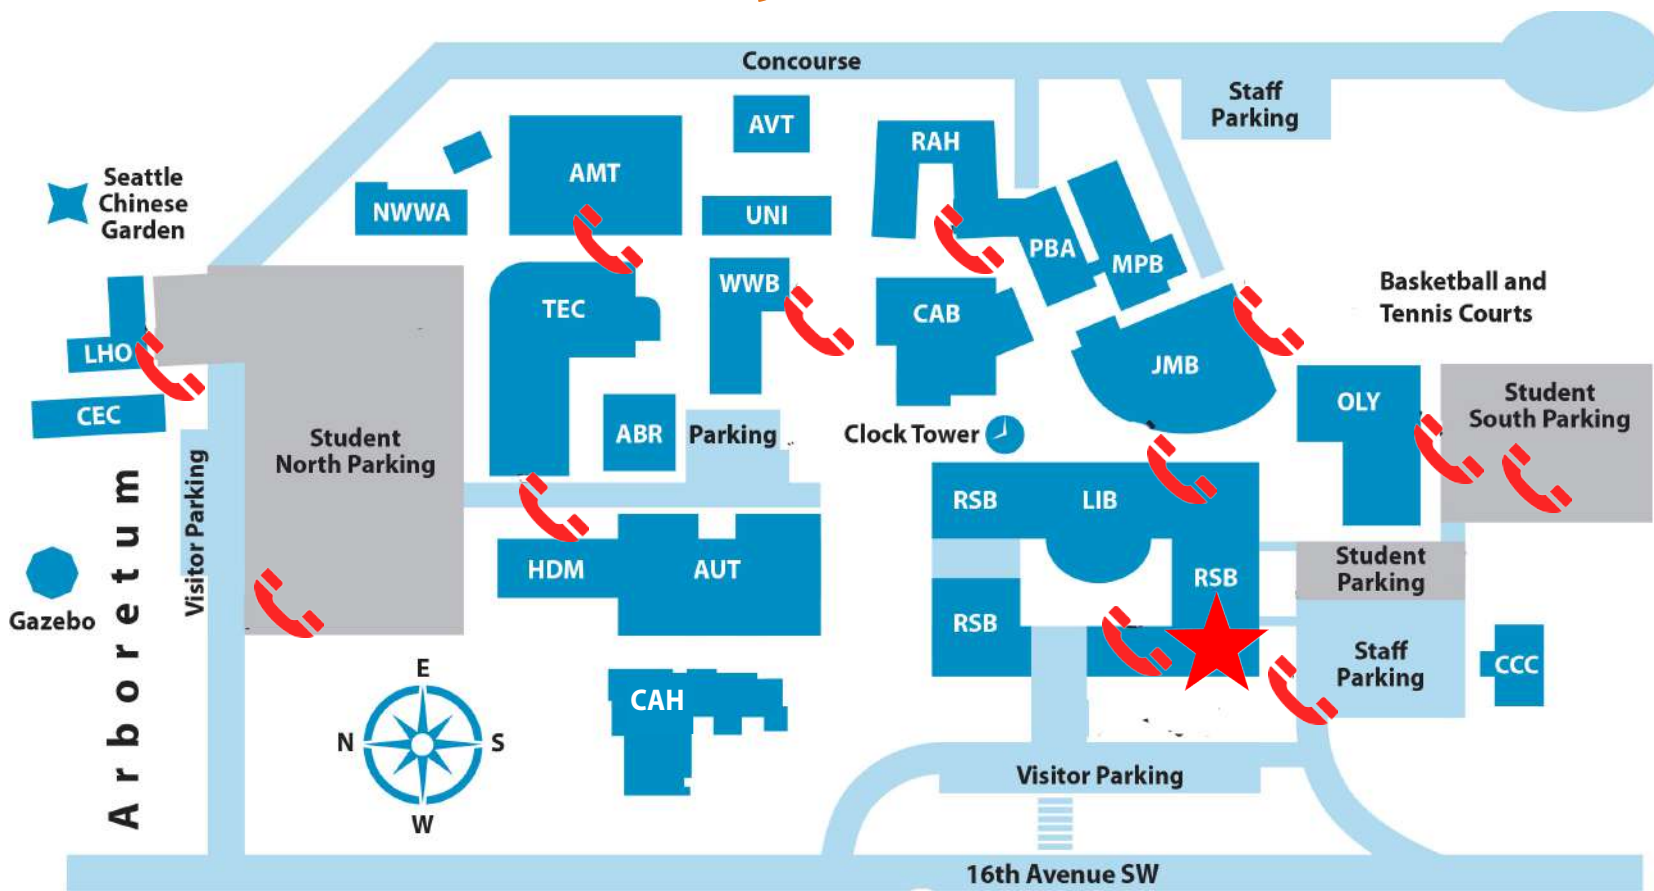 Concourse
Staff
Parking
AVT
RAH
AMT
Seattle
Chinese
Garden
NWWA
UNI
PBA
MPB
WWB
TEC
CAB
Basketball and
Tennis Courts
LHO
JMB
CEC
OLY
Student
South Parking
Student
North Parking
ABR
Parking
Clock Tower
Visitor Parking
Arboretum
RSB
LIB
HDM
AUT
RSB
Student
Parking
Gazebo
RSB
Staff
Parking
CCC
CAH
E
N
S
W
Visitor Parking
16th Avenue SW